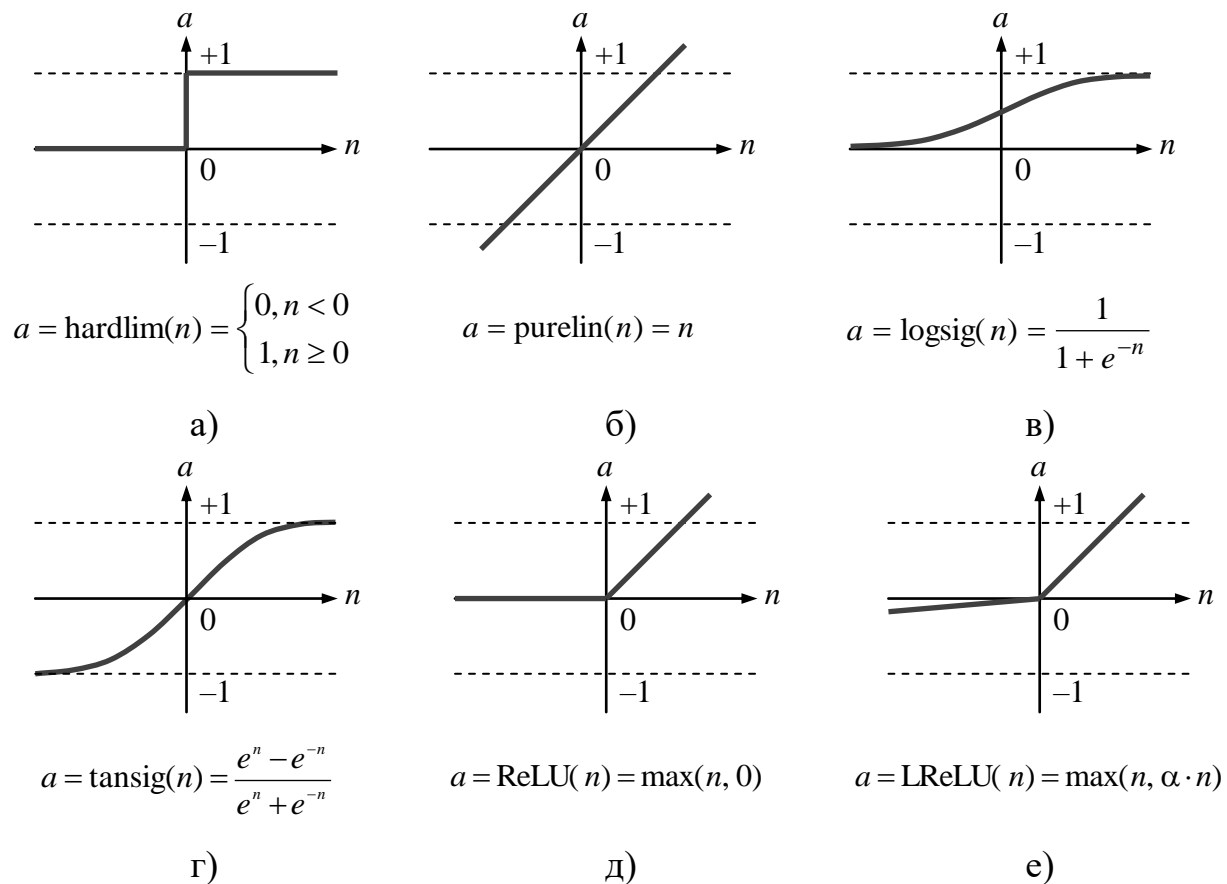 a a a
+1 +1 +1
n n n
0 0 0
–1 –1 –1
a = hardlim(n) = {0, n < 0
1, n ≥ 0
a = purelin(n) = n
a = logsig(n) = 1 / (1 + e^{-n})
а) б) в)
a a a
+1 +1 +1
n n n
0 0 0
–1 –1 –1
a = tansig(n) = (e^n − e^{-n}) / (e^n + e^{-n})
a = ReLU(n) = max(n, 0)
a = LReLU(n) = max(n, α · n)
г) д) е)